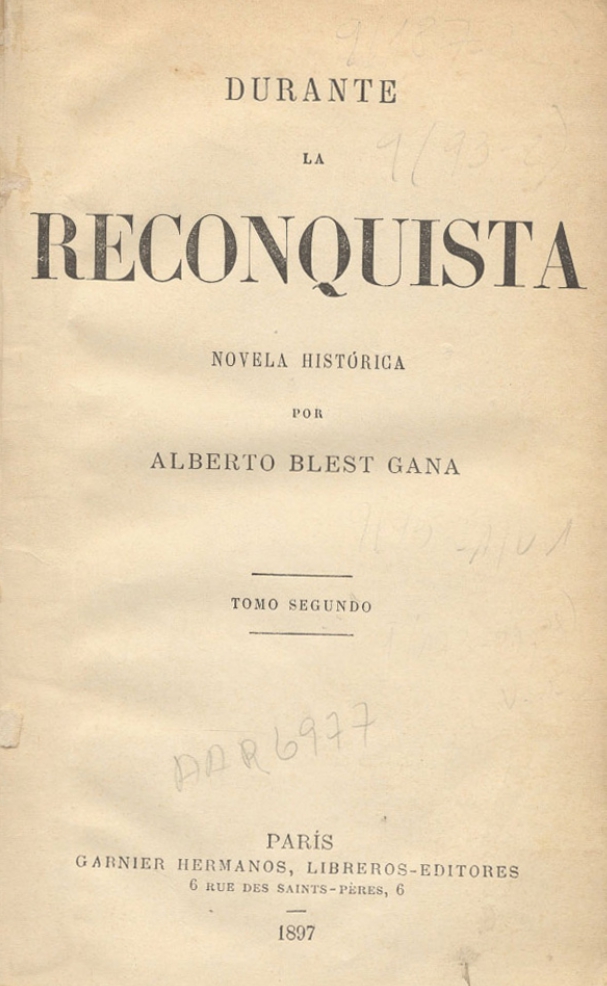 DURANTE
LA
RECONQUISTA
NOVELA HISTÓRICA
POR
ALBERTO BLEST GANA
TOMO SEGUNDO
AAR6977
PARÍS
GARNIER HERMANOS, LIBREROS-EDITORES
6 RUE DES SAINTS-PÈRES, 6
1897